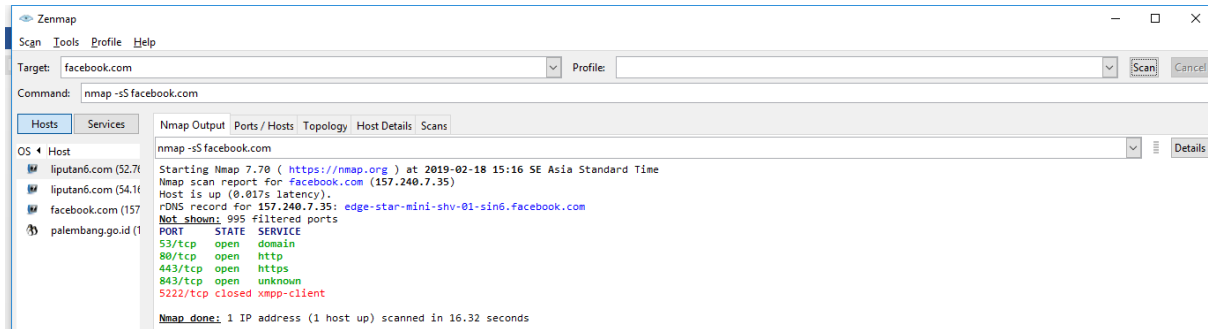 Zenmap
Scan Tools Profile Help
Target: facebook.com Profile: Scan Cancel
Command: nmap -sS facebook.com
Hosts Services Nmap Output Ports / Hosts Topology Host Details Scans
OS Host nmap -sS facebook.com Details
liputan6.com (52.76
liputan6.com (54.16
facebook.com (157
palembang.go.id (1
Starting Nmap 7.70 ( https://nmap.org ) at 2019-02-18 15:16 SE Asia Standard Time
Nmap scan report for facebook.com (157.240.7.35)
Host is up (0.017s latency).
rDNS record for 157.240.7.35: edge-star-mini-shv-01-sin6.facebook.com
Not shown: 995 filtered ports
PORT STATE SERVICE
53/tcp open domain
80/tcp open http
443/tcp open https
843/tcp open unknown
5222/tcp closed xmpp-client
Nmap done: 1 IP address (1 host up) scanned in 16.32 seconds